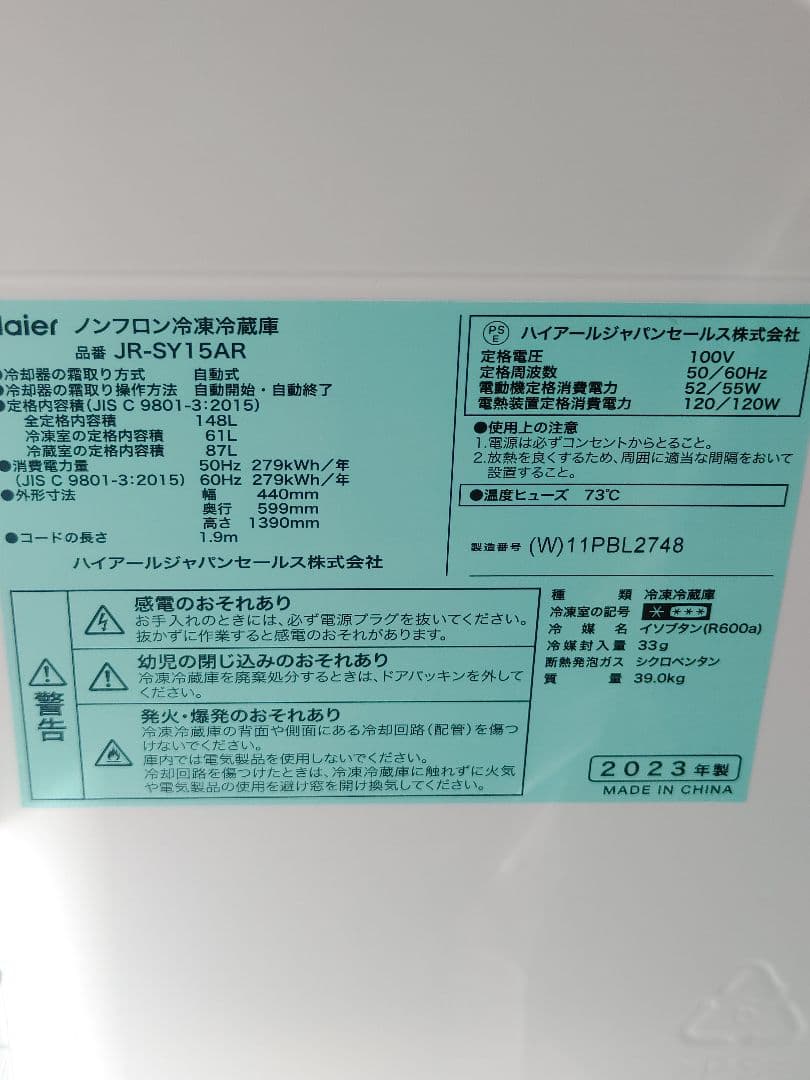 Haier ノンフロン冷凍冷蔵庫
品番 JR-SY15AR
●冷却器の霜取り方式 自動式
●冷却器の霜取り操作方法 自動開始・自動終了
●定格内容積(JIS C 9801-3:2015)
全定格内容積 148L
冷凍室の定格内容積 61L
冷蔵室の定格内容積 87L
●消費電力量 50Hz 279kWh/年
(JIS C 9801-3:2015) 60Hz 279kWh/年
●外形寸法 幅 440mm
奥行 599mm
高さ 1390mm
●コードの長さ 1.9m
ハイアールジャパンセールス株式会社
PSE ハイアールジャパンセールス株式会社
定格電圧 100V
定格周波数 50/60Hz
電動機定格消費電力 52/55W
電熱装置定格消費電力 120/120W
●使用上の注意
1.電源は必ずコンセントからとること。
2.放熱を良くするため、周囲に適当な間隔をおいて
設置すること。
●温度ヒューズ 73℃
製造番号 (W)11PBL2748
警告
感電のおそれあり
お手入れのときには、必ず電源プラグを抜いてください。
抜かずに作業すると感電のおそれがあります。
幼児の閉じ込みのおそれあり
冷凍冷蔵庫を廃棄処分するときは、ドアパッキンを外して
ください。
発火・爆発のおそれあり
冷凍冷蔵庫の背面や側面にある冷却回路(配管)を傷つ
けないでください。
庫内では電気製品を使用しないでください。
冷却回路を傷つけたときは、冷凍冷蔵庫に触れずに火気
や電気製品の使用を避け窓を開け換気してください。
種類 冷凍冷蔵庫
冷凍室の記号 * ***
冷媒名 イソブタン(R600a)
冷媒封入量 33g
断熱発泡ガス シクロペンタン
質量 39.0kg
2023年製
MADE IN CHINA